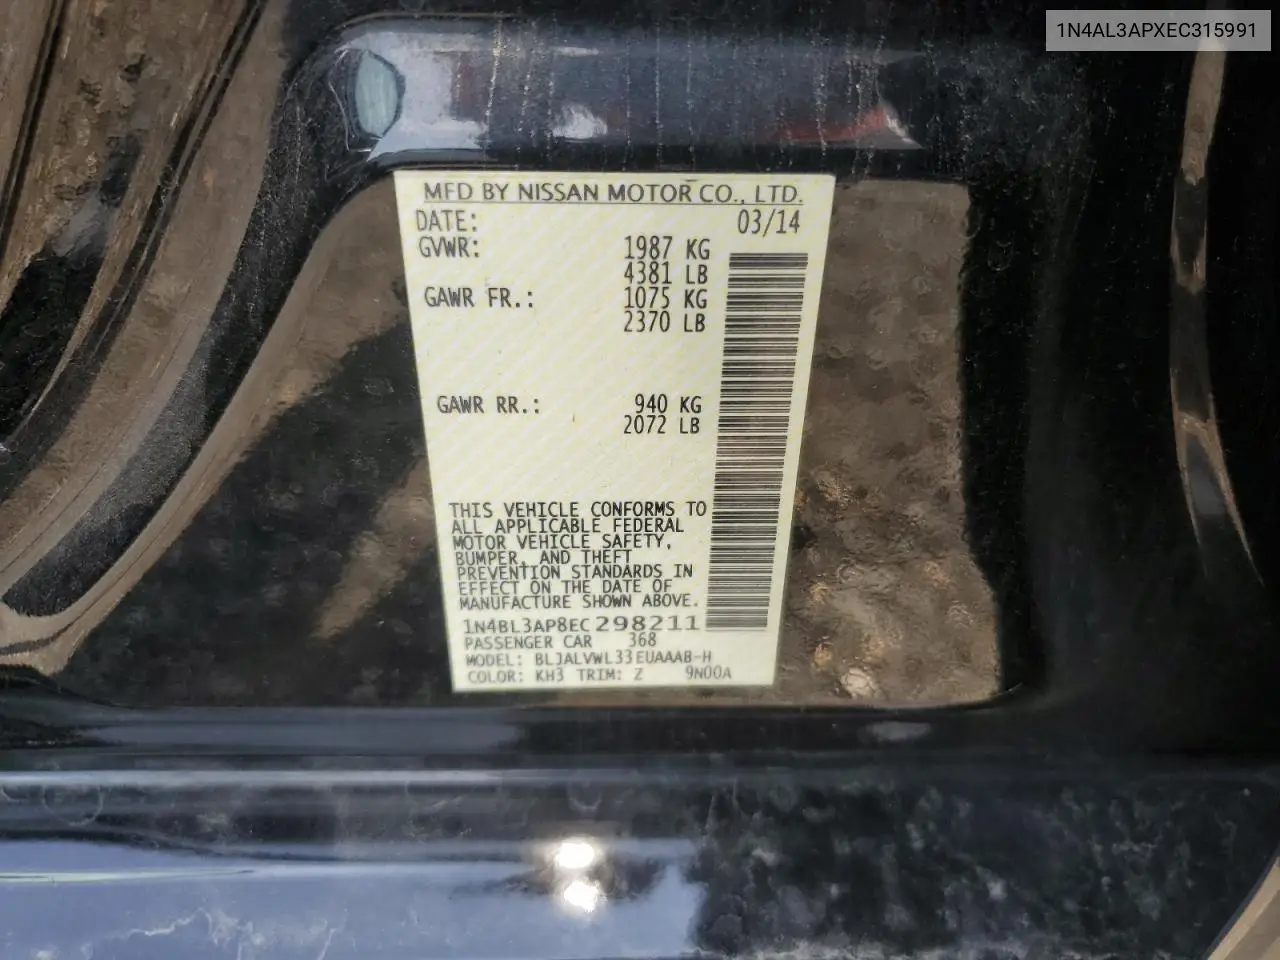 1N4AL3APXEC315991
MFD BY NISSAN MOTOR CO., LTD.
DATE: 03/14
GVWR: 1987 KG
4381 LB
GAWR FR.: 1075 KG
2370 LB
GAWR RR.: 940 KG
2072 LB
THIS VEHICLE CONFORMS TO
ALL APPLICABLE FEDERAL
MOTOR VEHICLE SAFETY,
BUMPER, AND THEFT
PREVENTION STANDARDS IN
EFFECT ON THE DATE OF
MANUFACTURE SHOWN ABOVE.
1N4BL3AP8EC298211
PASSENGER CAR 368
MODEL: BLJALVWL33EUAAAB-H
COLOR: KH3 TRIM: Z 9N00A